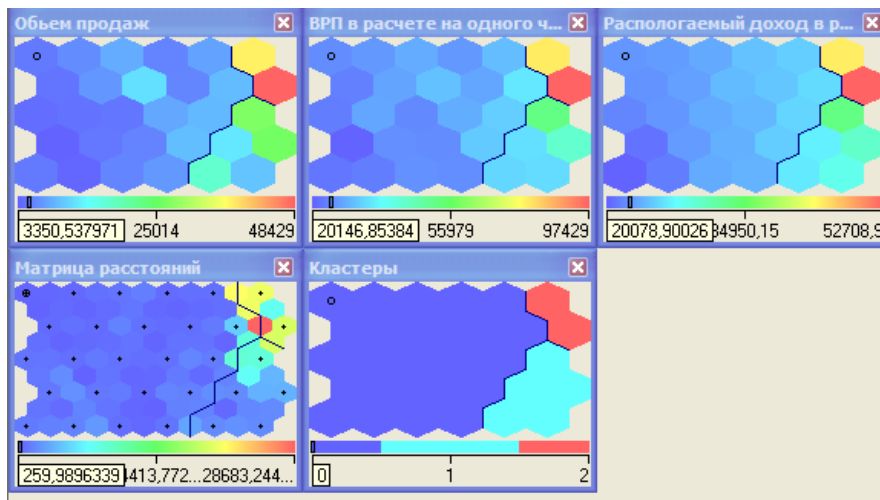 Обьем продаж
ВРП в расчете на одного ч...
Распологаемый доход в р...
3350,537971 25014 48429
20146,85384 55979 97429
20078,90026 34950,15 52708,9
Матрица расстояний
Кластеры
259,9896339 4413,772... 28683,244...
0 1 2